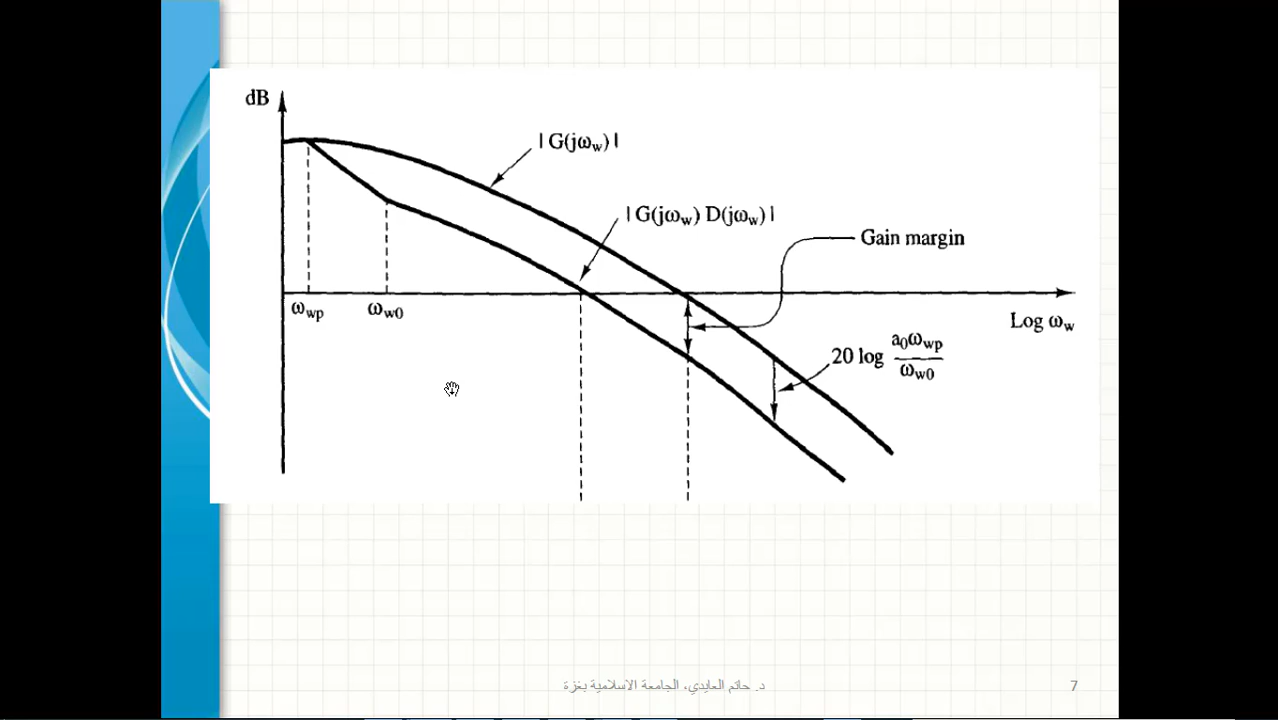 dB
| G(jωw) |
| G(jωw) D(jωw) |
Gain margin
ωwp
ωw0
Log ωw
20 log a0ωwp
ωw0
د. حاتم العايدي، الجامعة الاسلامية بغزة
7